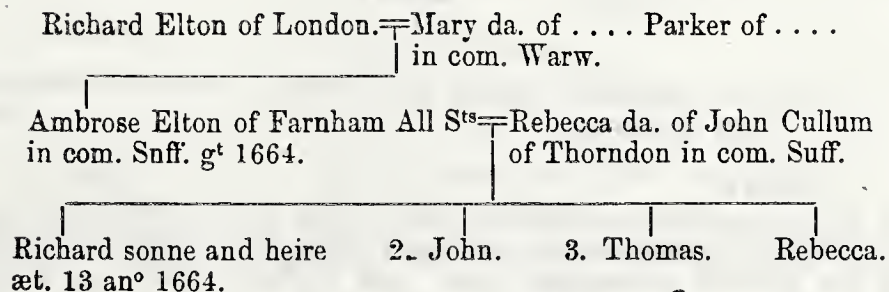 Richard Elton of London.=Mary da. of .... Parker of ....
in com. Warw.
Ambrose Elton of Farnham All Sᵗˢ=Rebecca da. of John Cullum
in com. Snff. gᵗ 1664. of Thorndon in com. Suff.
Richard sonne and heire 2. John. 3. Thomas. Rebecca.
æt. 13 anᵒ 1664.